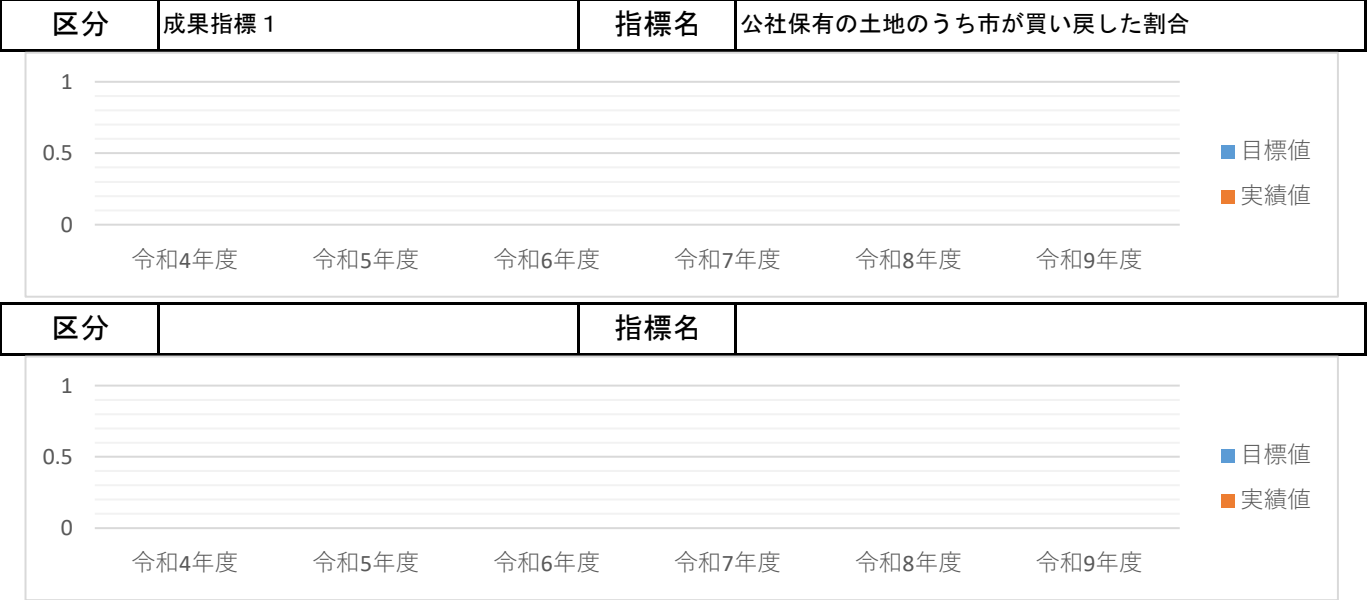 区分 成果指標１ 指標名 公社保有の土地のうち市が買い戻した割合
1
0.5
0
目標値
実績値
令和4年度 令和5年度 令和6年度 令和7年度 令和8年度 令和9年度
区分 指標名
1
0.5
0
目標値
実績値
令和4年度 令和5年度 令和6年度 令和7年度 令和8年度 令和9年度